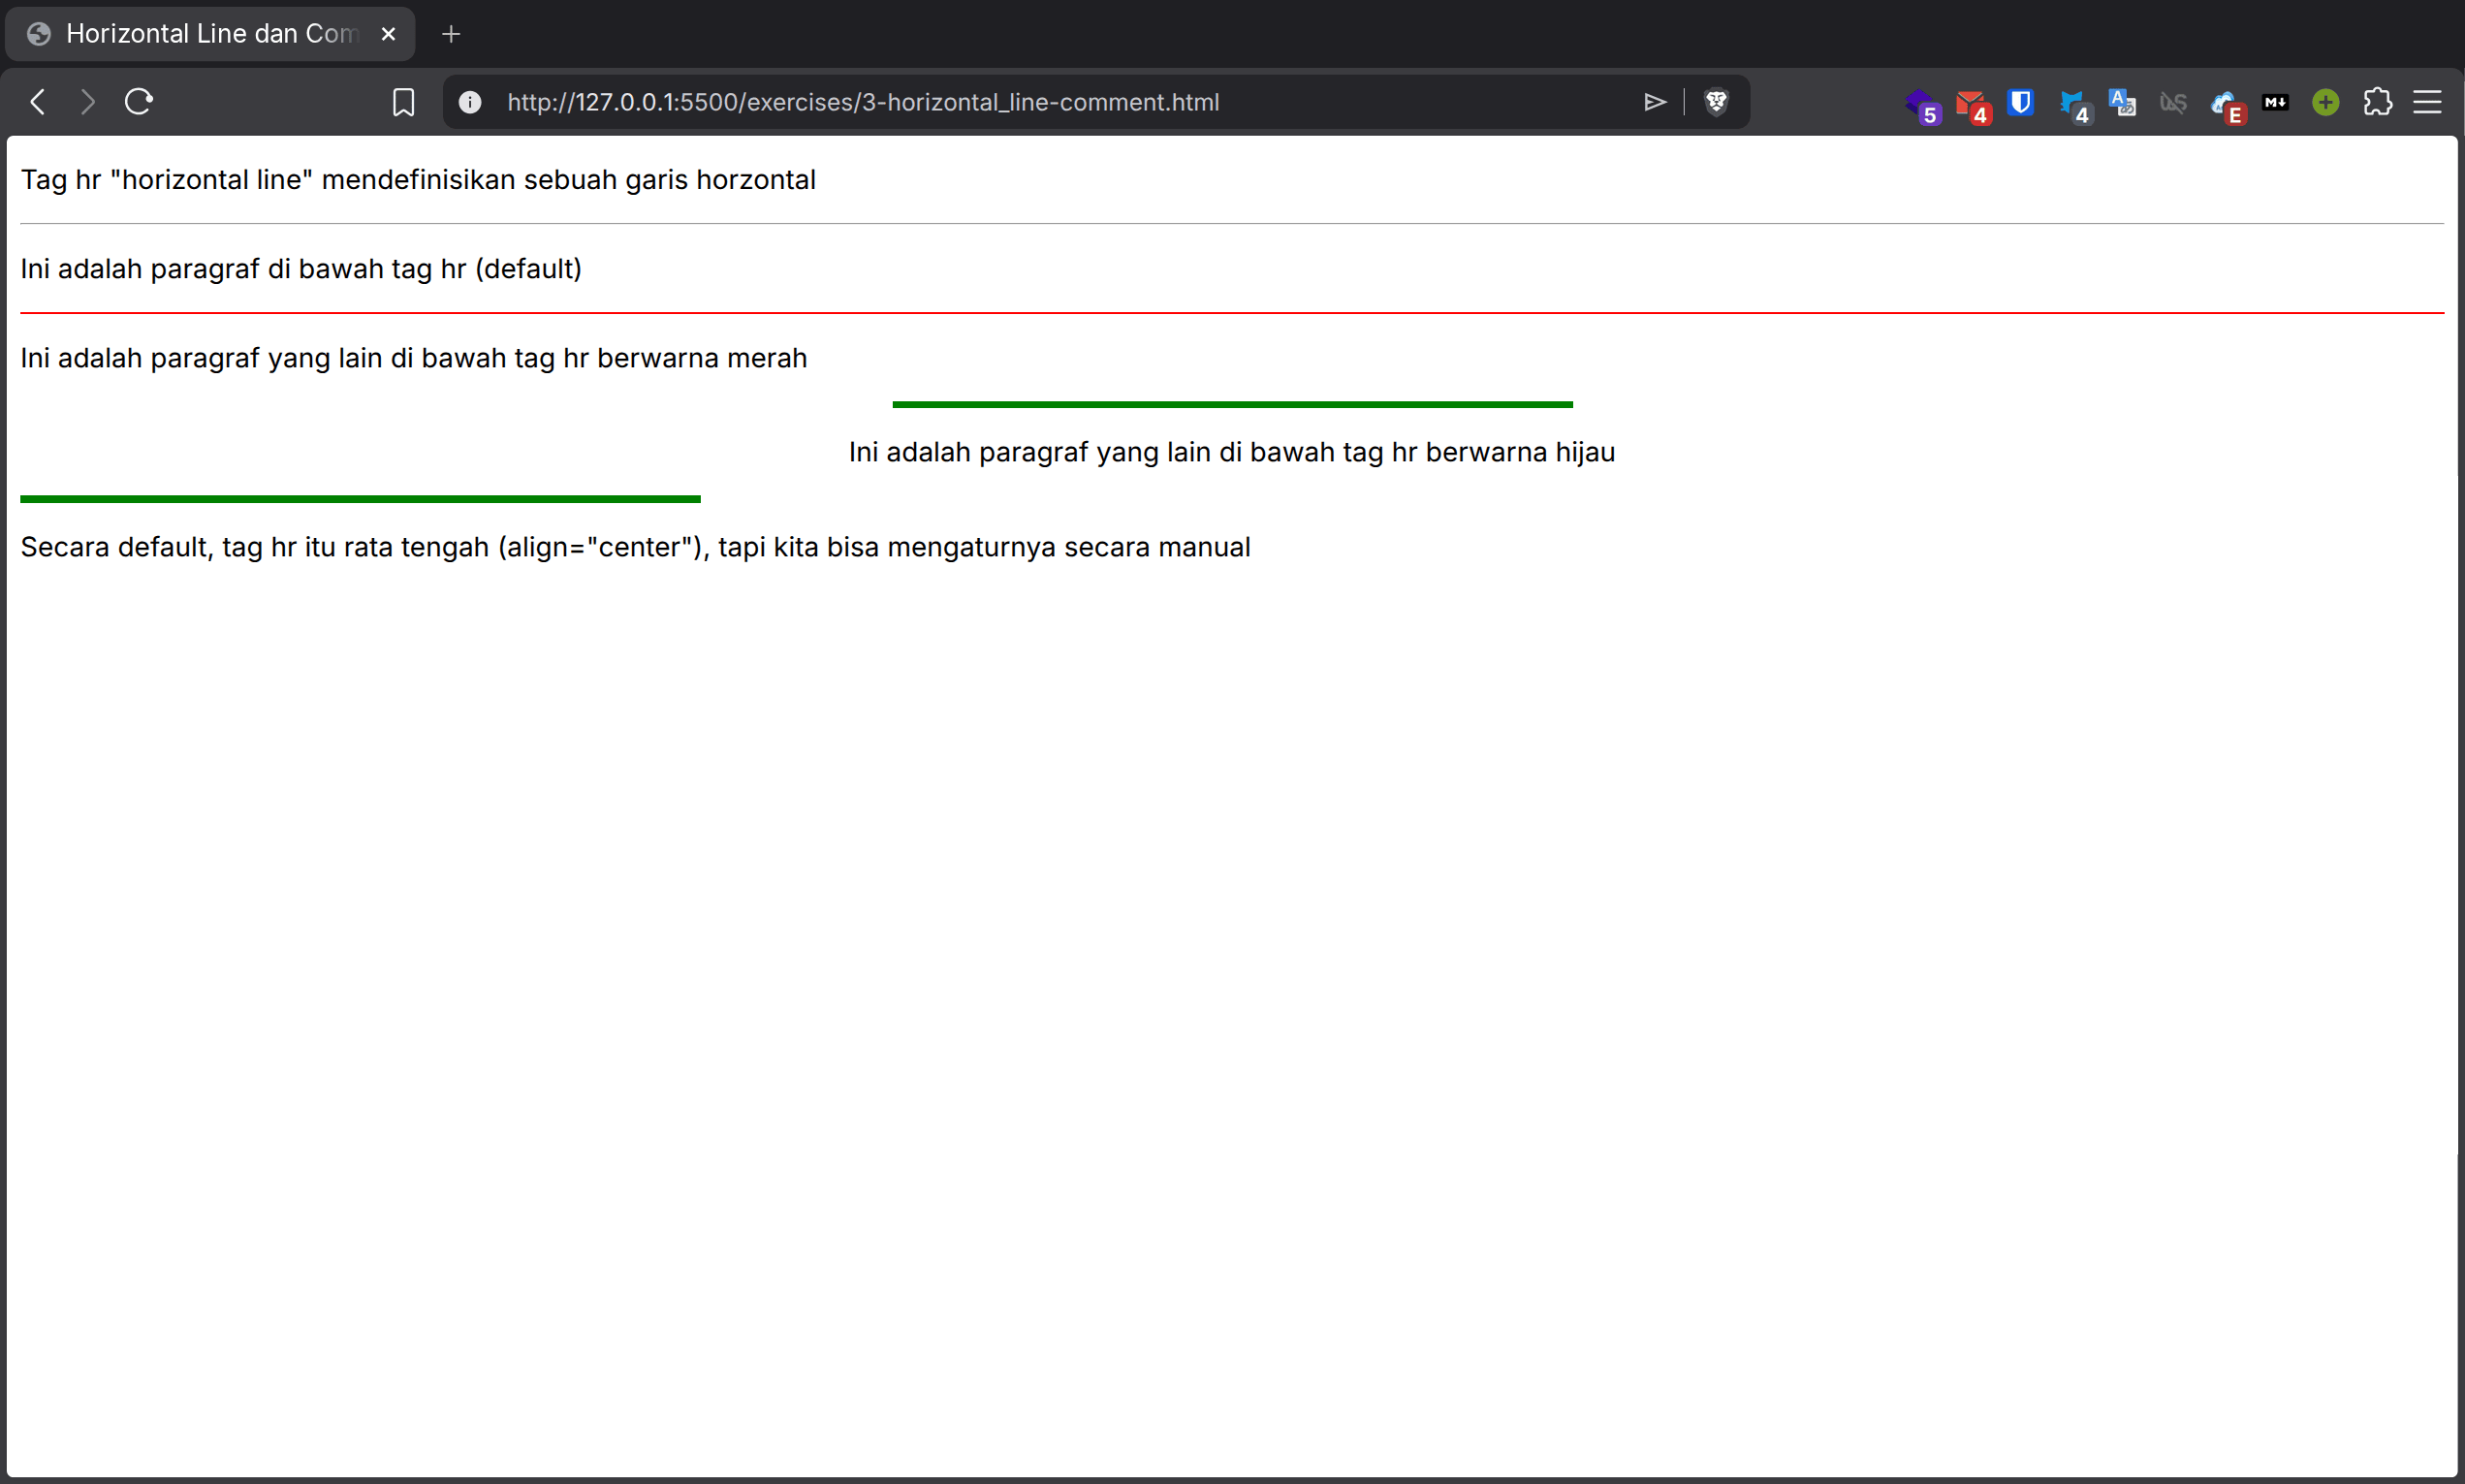 Horizontal Line dan Com
http://127.0.0.1:5500/exercises/3-horizontal_line-comment.html
5
4
4
A
E
M
Tag hr "horizontal line" mendefinisikan sebuah garis horzontal
Ini adalah paragraf di bawah tag hr (default)
Ini adalah paragraf yang lain di bawah tag hr berwarna merah
Ini adalah paragraf yang lain di bawah tag hr berwarna hijau
Secara default, tag hr itu rata tengah (align="center"), tapi kita bisa mengaturnya secara manual